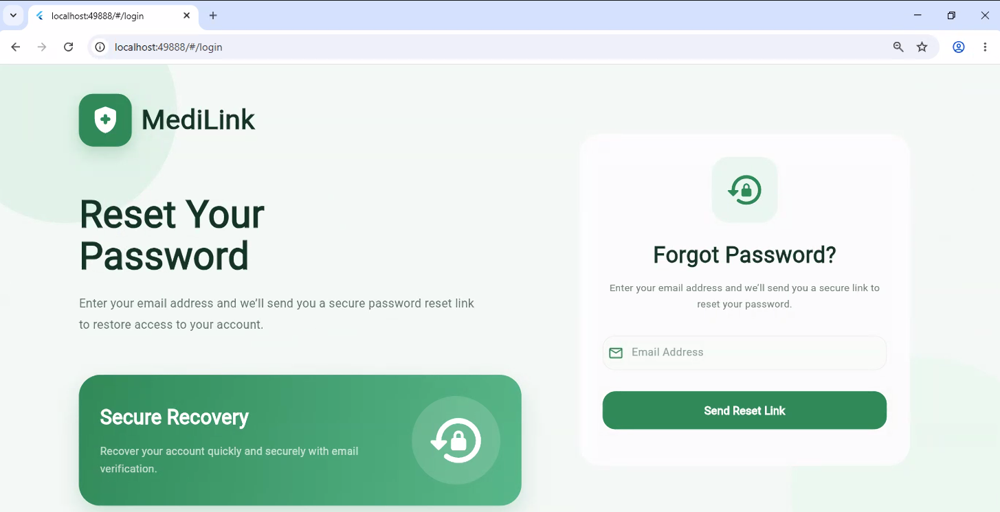 localhost:49888/#/login
localhost:49888/#/login
MediLink
Reset Your
Password
Enter your email address and we’ll send you a secure password reset link
to restore access to your account.
Secure Recovery
Recover your account quickly and securely with email
verification.
Forgot Password?
Enter your email address and we’ll send you a secure link to
reset your password.
Email Address
Send Reset Link